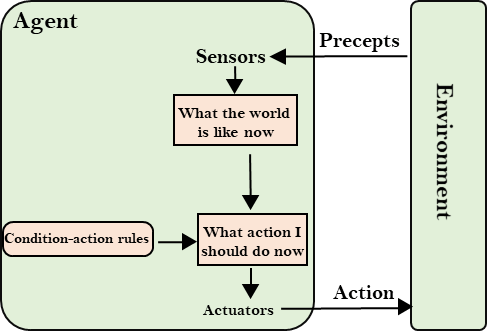 Agent
Precepts
Sensors
What the world
is like now
Environment
Condition-action rules
What action I
should do now
Action
Actuators